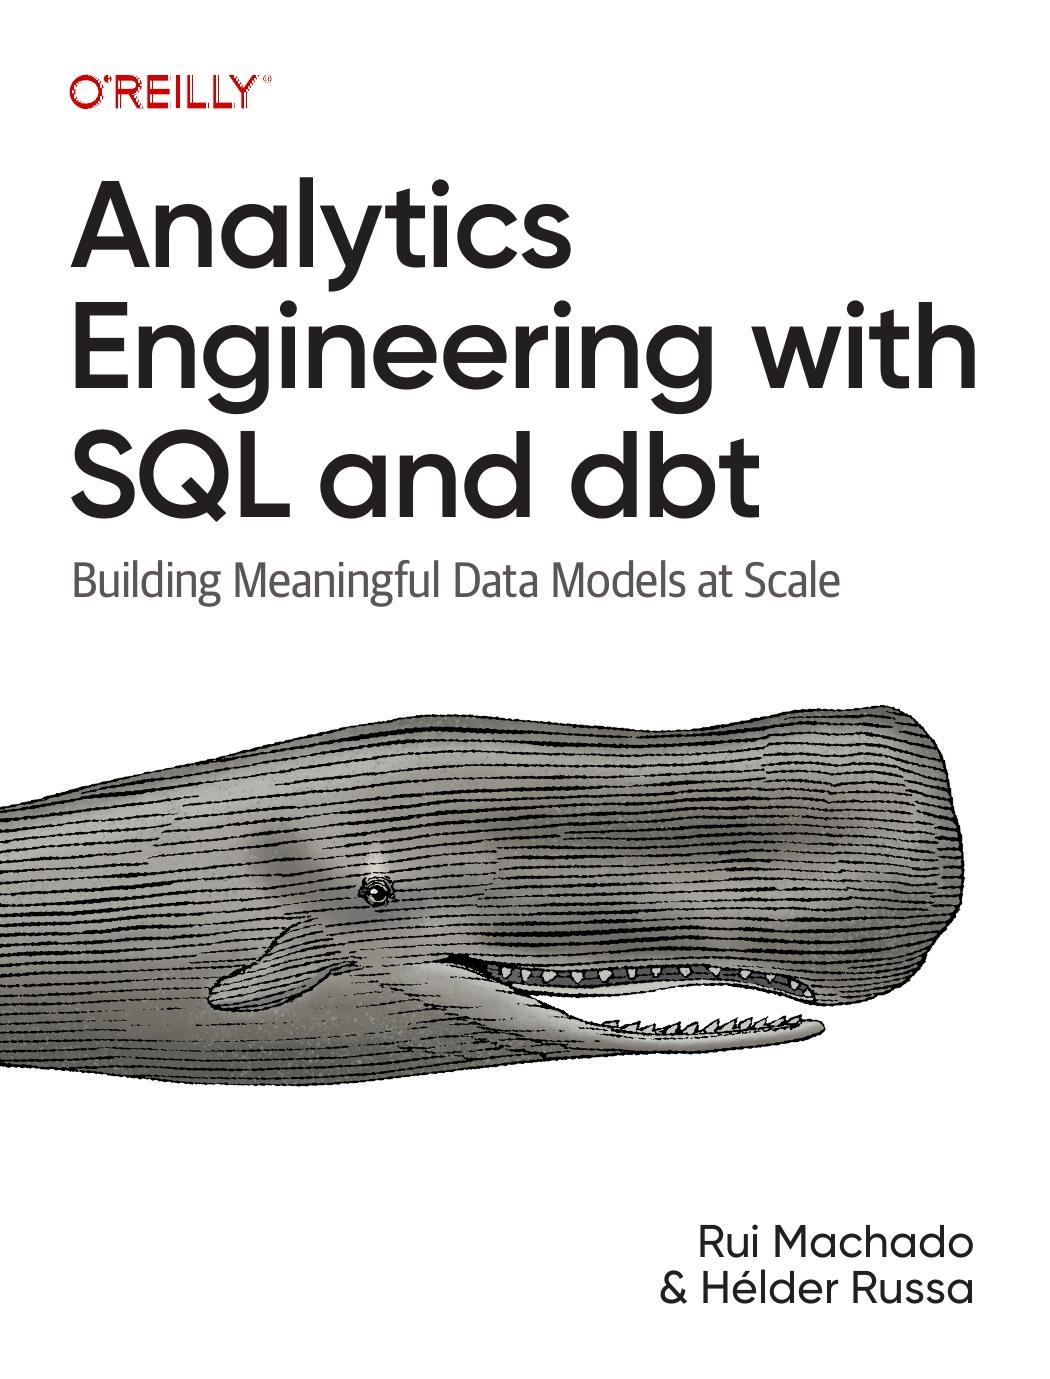 O'REILLY®
Analytics
Engineering with
SQL and dbt
Building Meaningful Data Models at Scale
Rui Machado
& Hélder Russa